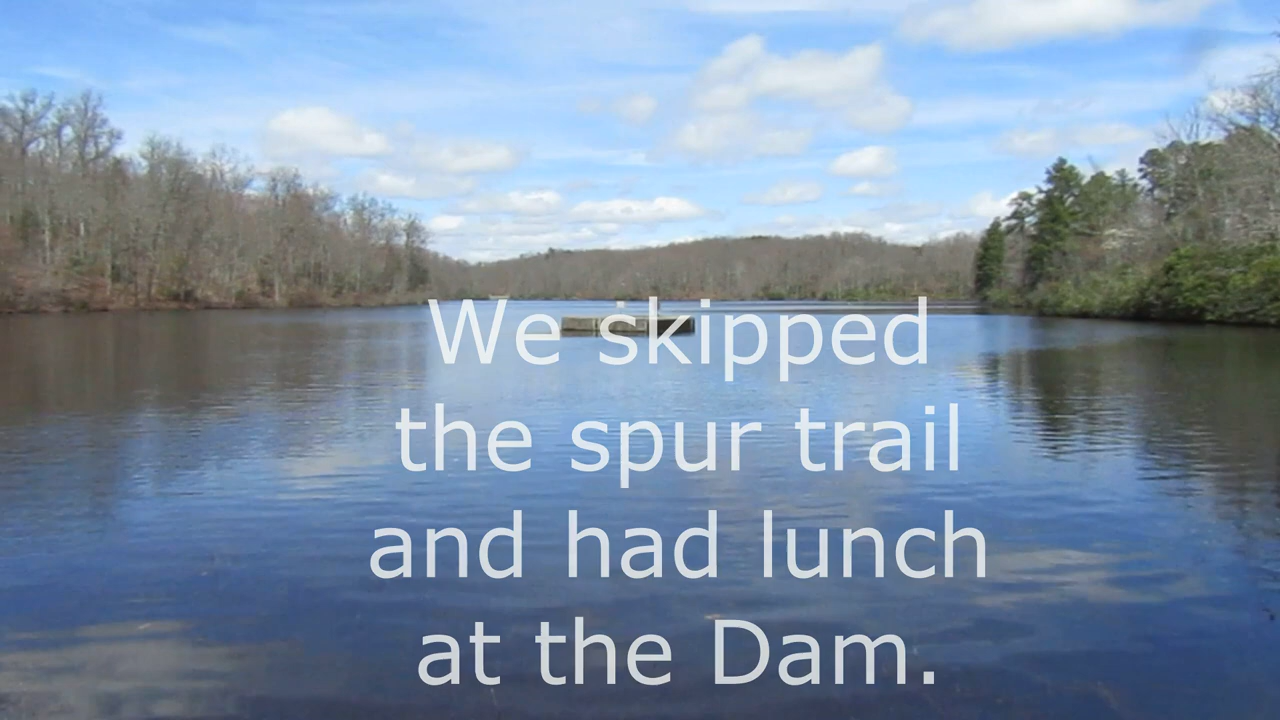 We skipped
the spur trail
and had lunch
at the Dam.